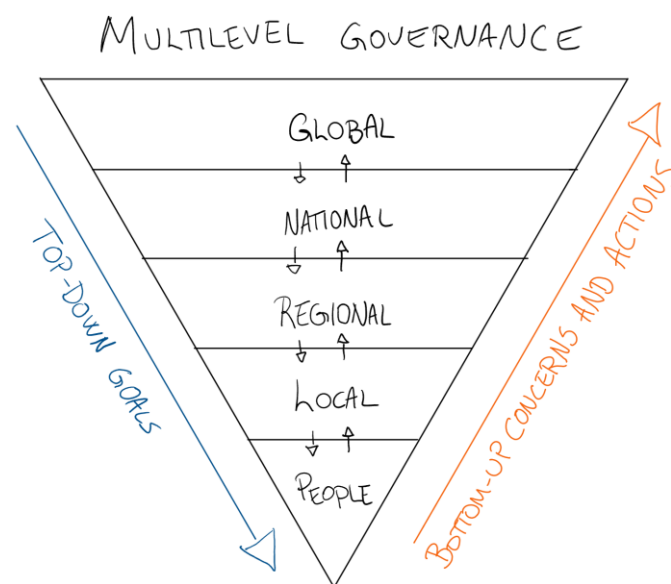 MULTILEVEL GOVERNANCE
GLOBAL
NATIONAL
REGIONAL
LOCAL
PEOPLE
TOP-DOWN GOALS
BOTTOM-UP CONCERNS AND ACTIONS